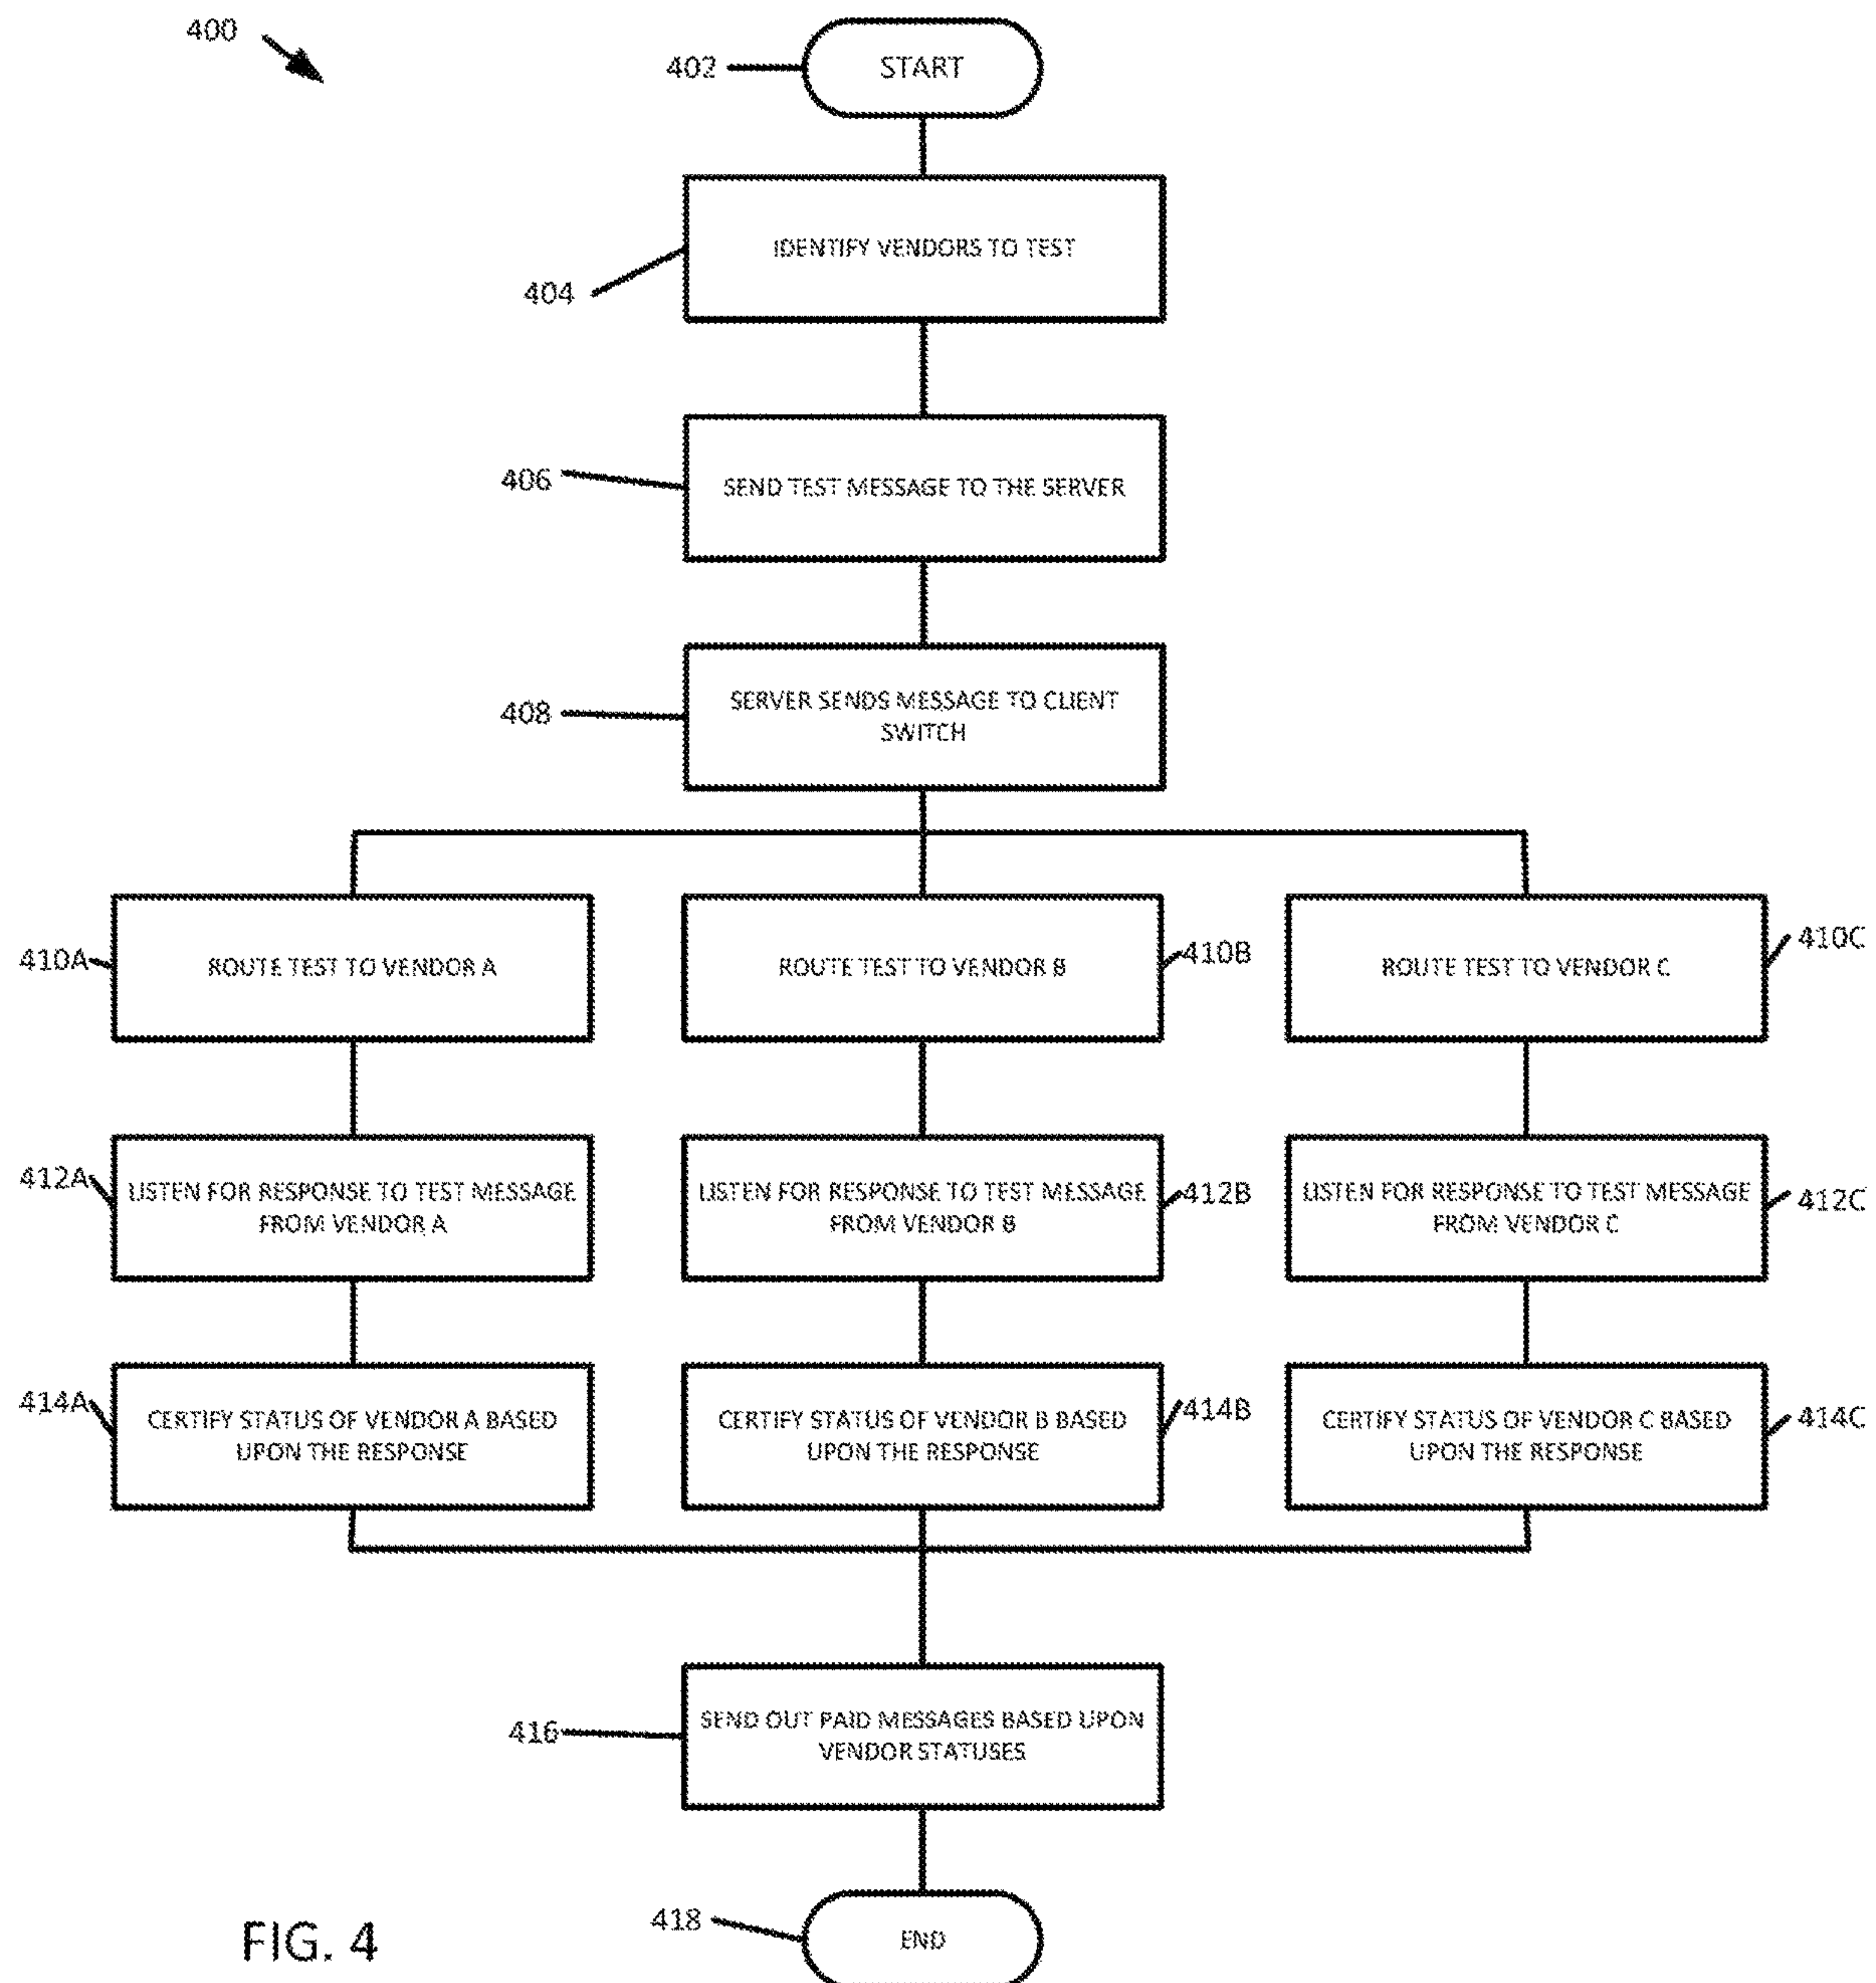 400
402
START
IDENTIFY VENDORS TO TEST
404
406
SEND TEST MESSAGE TO THE SERVER
408
SERVER SENDS MESSAGE TO CLIENT
SWITCH
410A
ROUTE TEST TO VENDOR A
ROUTE TEST TO VENDOR B
410B
ROUTE TEST TO VENDOR C
410C
412A
LISTEN FOR RESPONSE TO TEST MESSAGE
FROM VENDOR A
LISTEN FOR RESPONSE TO TEST MESSAGE
FROM VENDOR B
412B
LISTEN FOR RESPONSE TO TEST MESSAGE
FROM VENDOR C
412C
414A
CERTIFY STATUS OF VENDOR A BASED
UPON THE RESPONSE
CERTIFY STATUS OF VENDOR B BASED
UPON THE RESPONSE
414B
CERTIFY STATUS OF VENDOR C BASED
UPON THE RESPONSE
414C
416
SEND OUT PAID MESSAGES BASED UPON
VENDOR STATUSES
418
END
FIG. 4